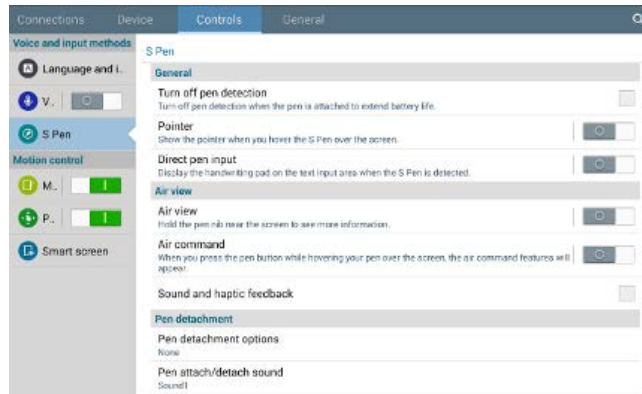 Connections Device Controls General
Voice and input methods
Language and i..
V..
S Pen
Motion control
M..
P..
Smart screen
S Pen
General
Turn off pen detection
Turn off pen detection when the pen is attached to extend battery life.
Pointer
Show the pointer when you hover the S Pen over the screen.
Direct pen input
Display the handwriting pad on the text input area when the S Pen is detected.
Air view
Air view
Hold the pen nib near the screen to see more information.
Air command
When you press the pen button while hovering your pen over the screen, the air command features will
appear.
Sound and haptic feedback
Pen detachment
Pen detachment options
None
Pen attach/detach sound
Sound1